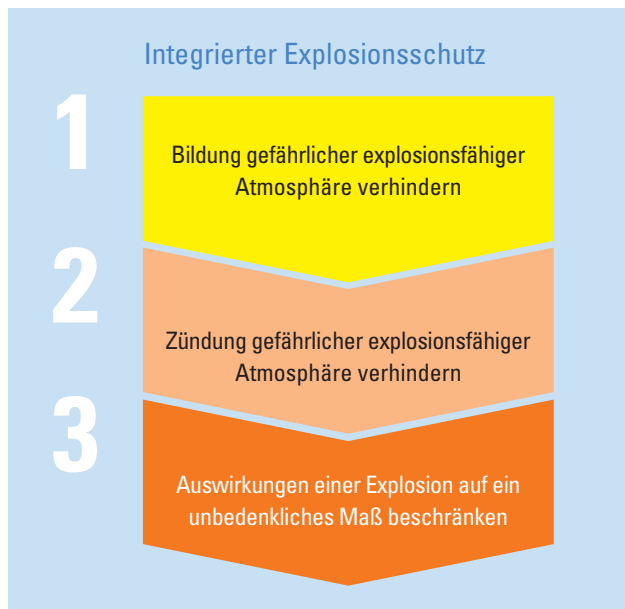 Integrierter Explosionsschutz
1
Bildung gefährlicher explosionsfähiger
Atmosphäre verhindern
2
Zündung gefährlicher explosionsfähiger
Atmosphäre verhindern
3
Auswirkungen einer Explosion auf ein
unbedenkliches Maß beschränken